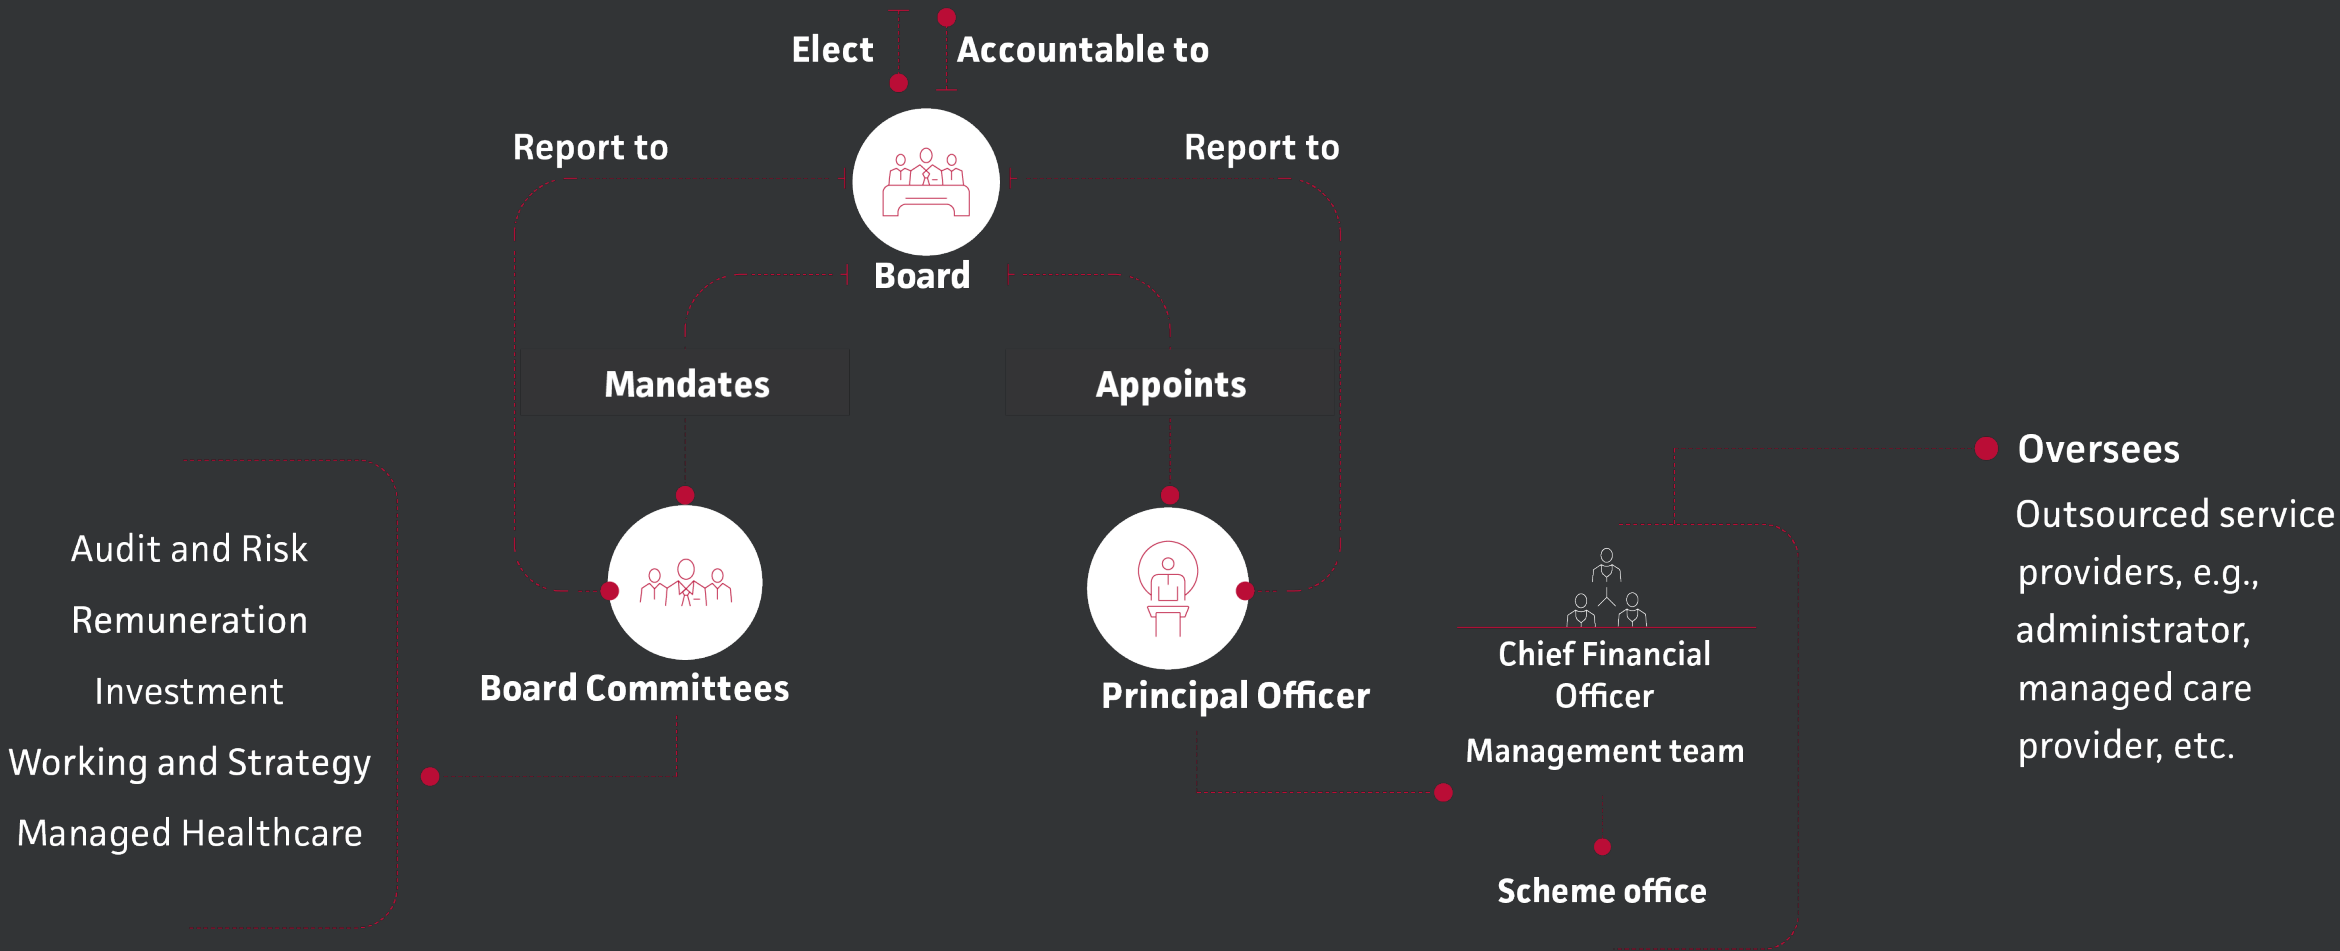 Elect
Accountable to
Report to
Report to
Board
Mandates
Appoints
Audit and Risk
Remuneration
Investment
Working and Strategy
Managed Healthcare
Board Committees
Principal Officer
Chief Financial
Officer
Management team
Scheme office
Oversees
Outsourced service
providers, e.g.,
administrator,
managed care
provider, etc.